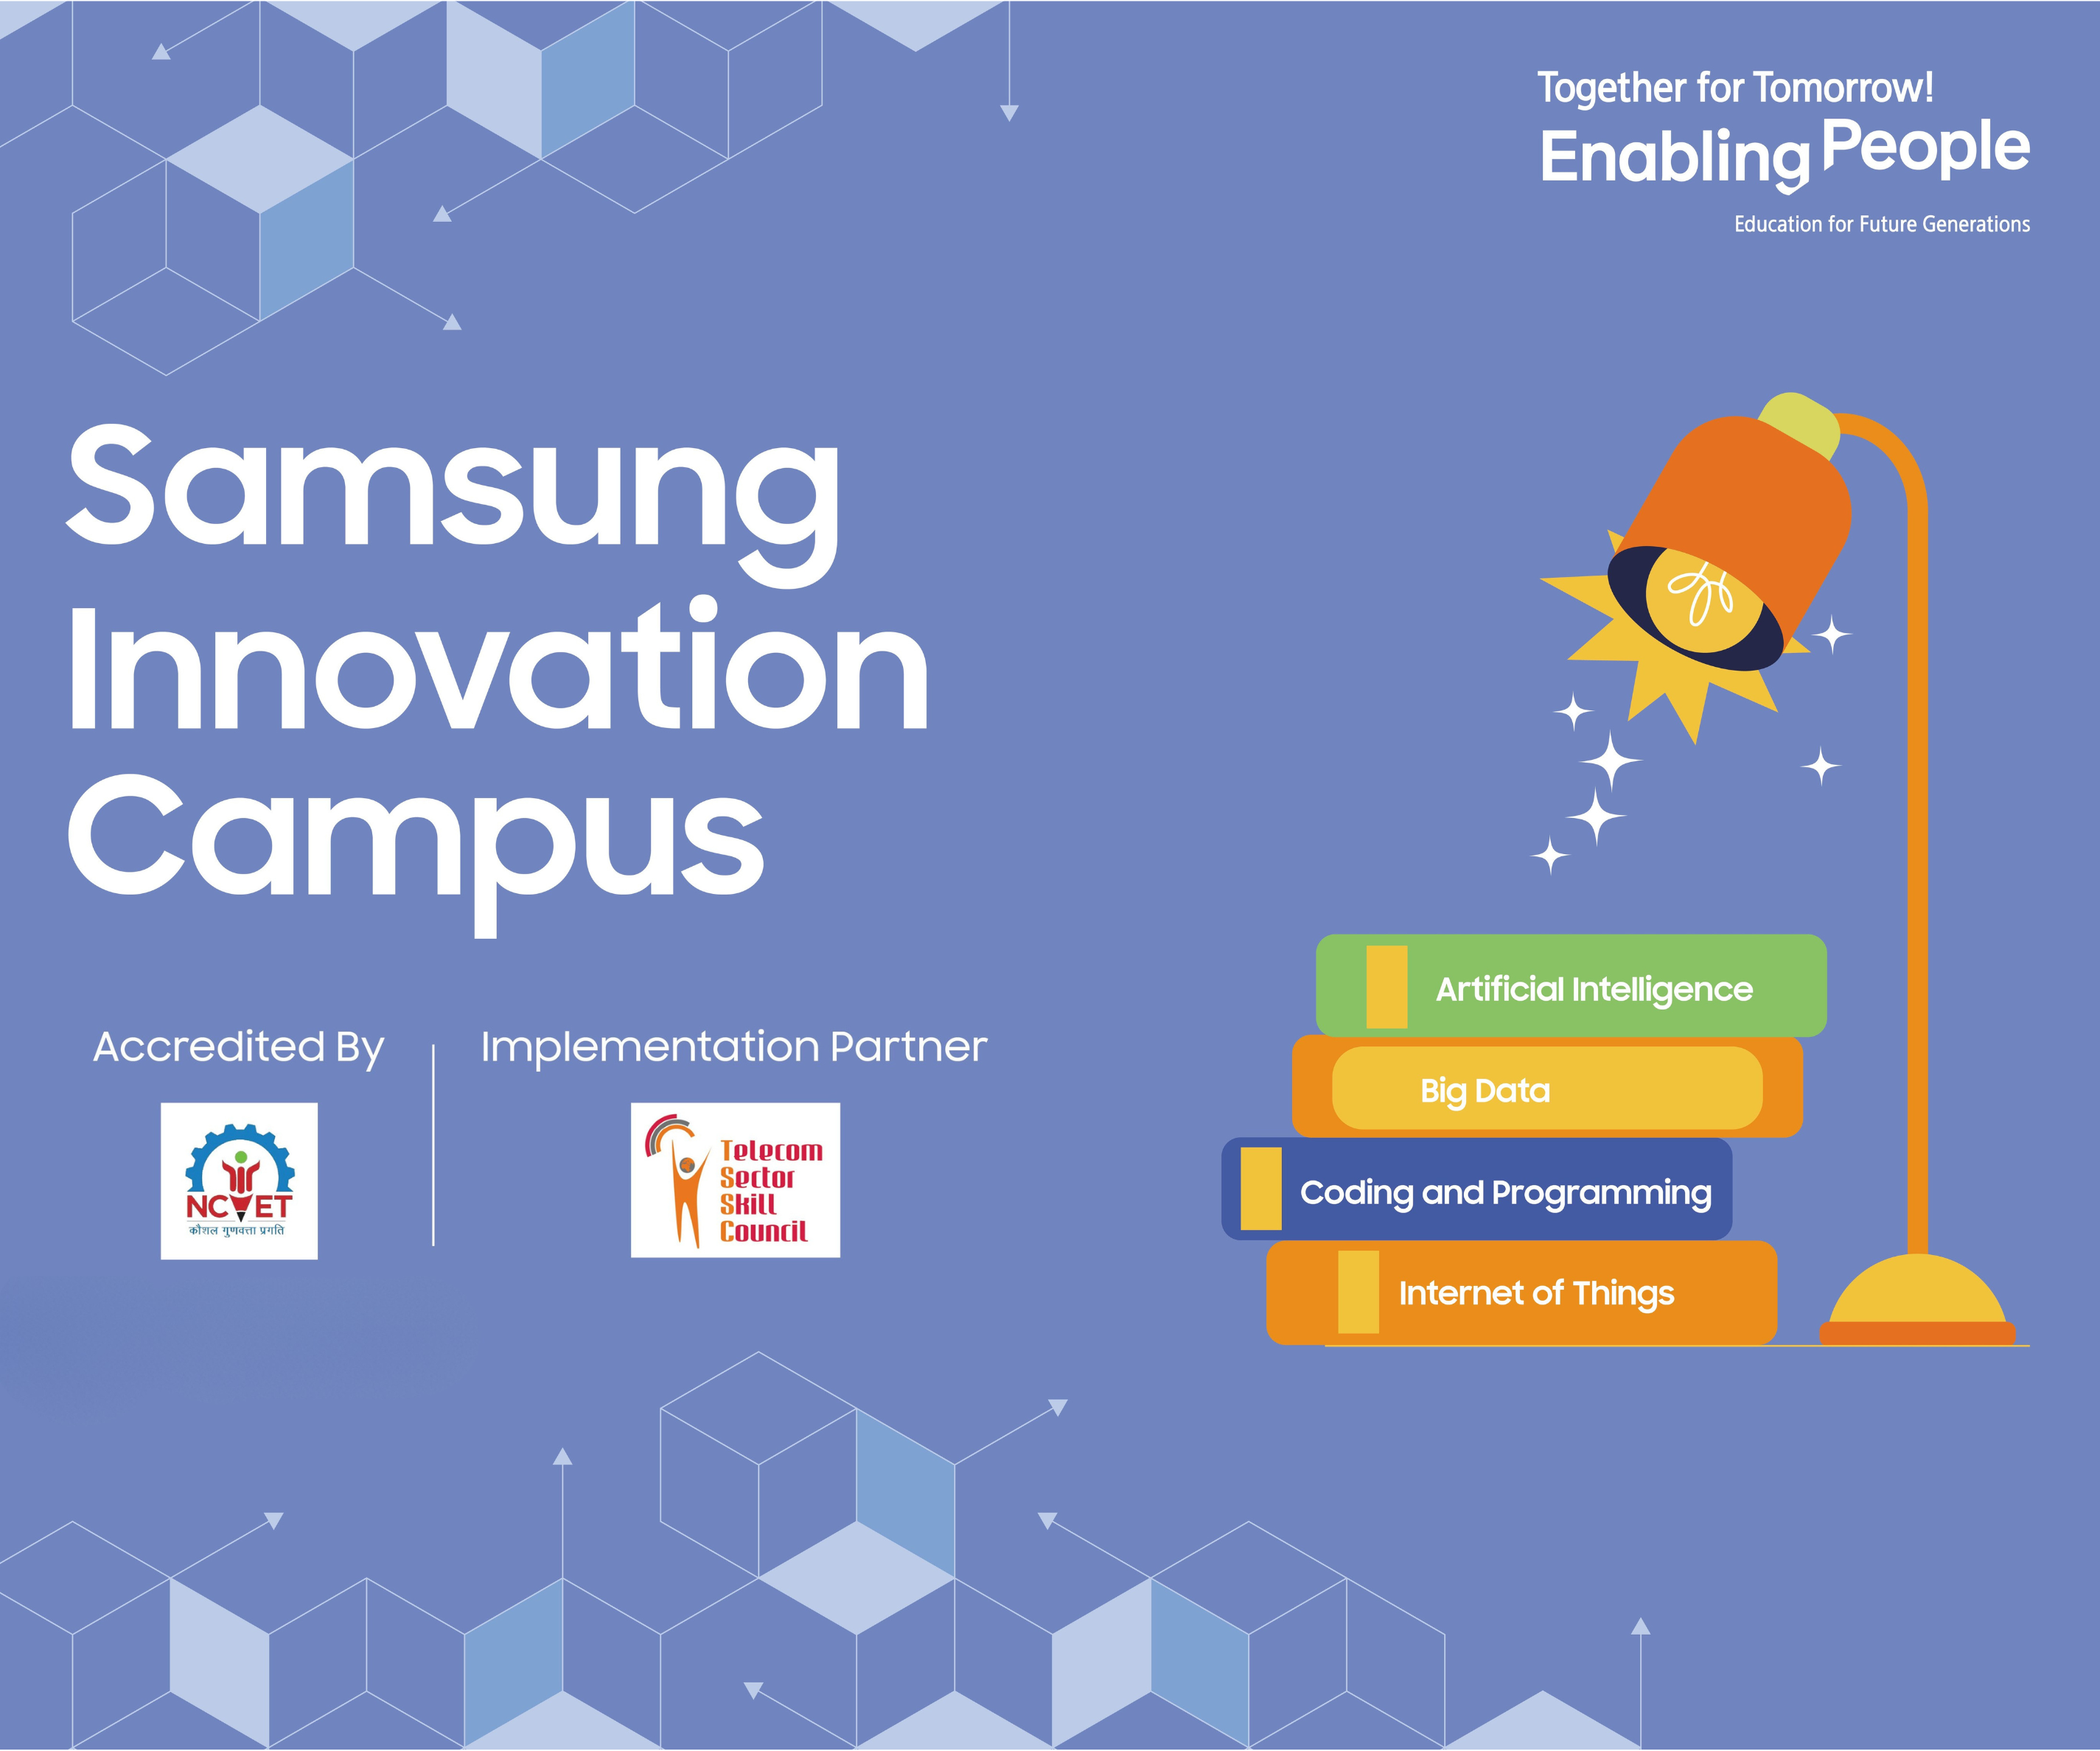 Together for Tomorrow!
Enabling People
Education for Future Generations
Samsung
Innovation
Campus
Accredited By
NCVET
कौशल गुणवत्ता प्रगति
Implementation Partner
Telecom
Sector
Skill
Council
Artificial Intelligence
Big Data
Coding and Programming
Internet of Things